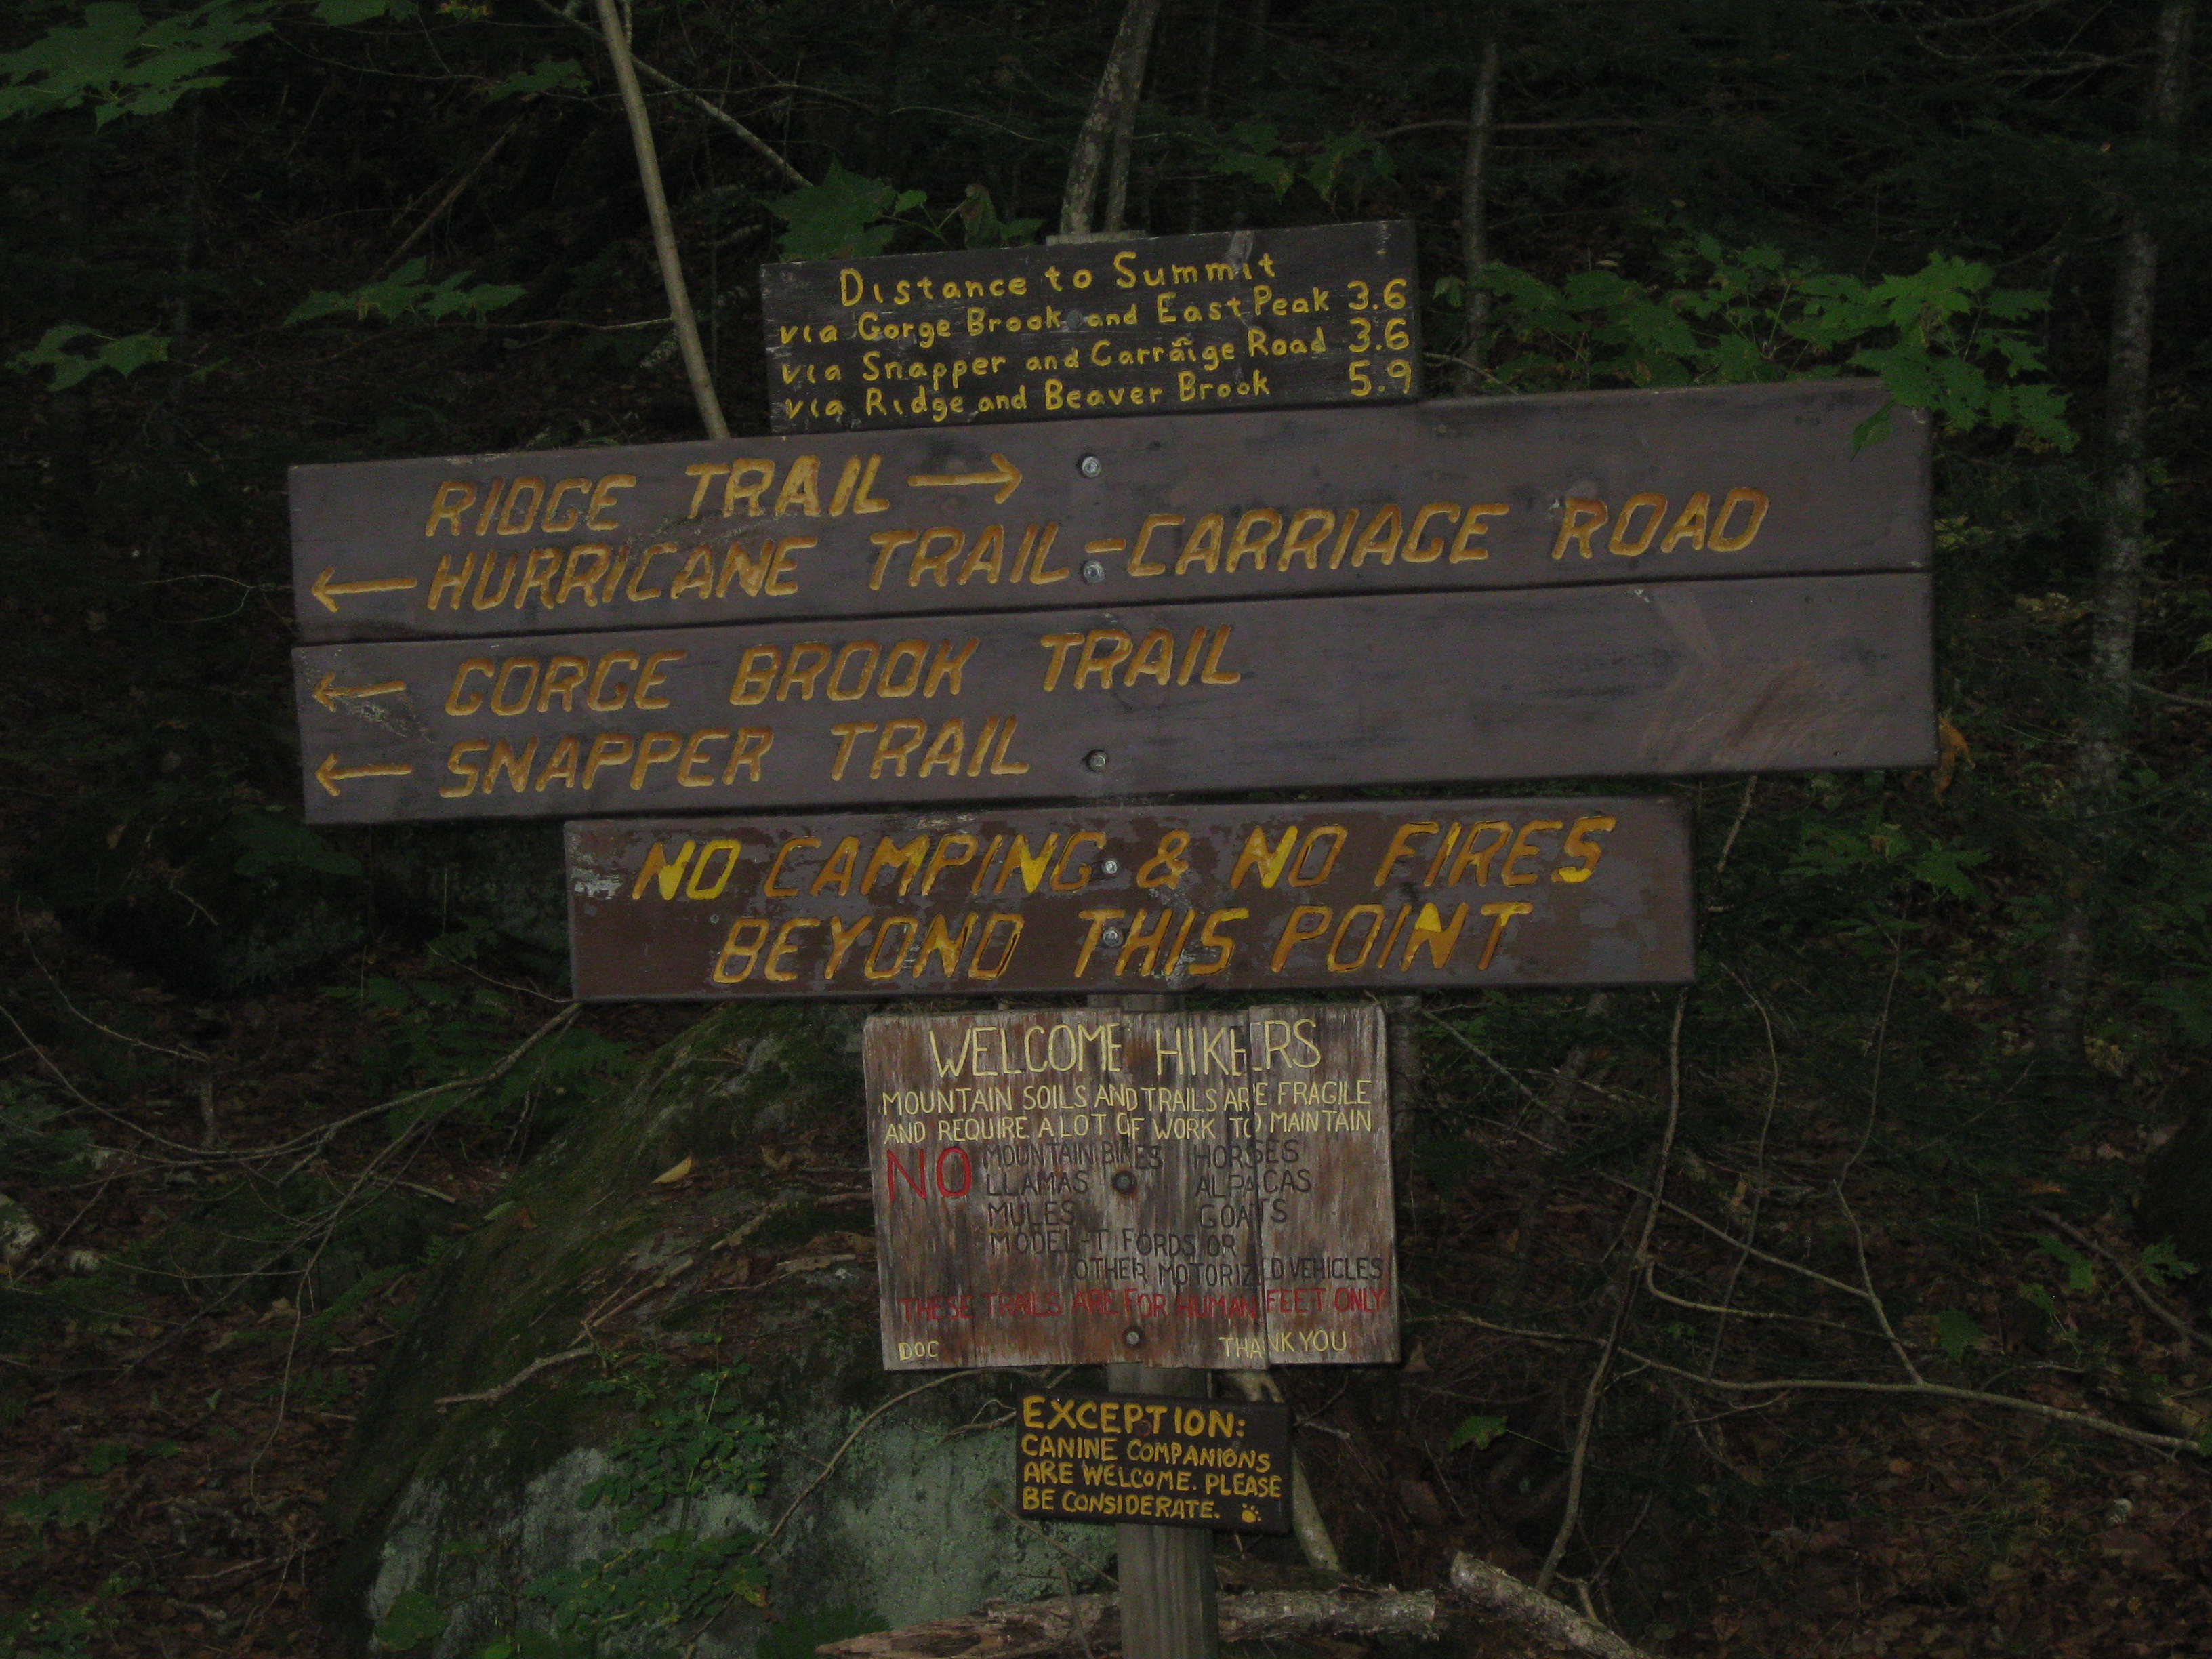 Distance to Summit
via Gorge Brook and East Peak 3.6
via Snapper and Carraige Road 3.6
via Ridge and Beaver Brook 5.9
RIDGE TRAIL →
← HURRICANE TRAIL - CARRIAGE ROAD
← GORGE BROOK TRAIL
← SNAPPER TRAIL
NO CAMPING & NO FIRES
BEYOND THIS POINT
WELCOME HIKERS
MOUNTAIN SOILS AND TRAILS ARE FRAGILE
AND REQUIRE A LOT OF WORK TO MAINTAIN
NO MOUNTAIN BIKES HORSES
LLAMAS ALPACAS
MULES GOATS
MODEL-T FORDS OR
OTHER MOTORIZED VEHICLES
THESE TRAILS ARE FOR HUMAN FEET ONLY
DOC THANK YOU
EXCEPTION:
CANINE COMPANIONS
ARE WELCOME. PLEASE
BE CONSIDERATE.